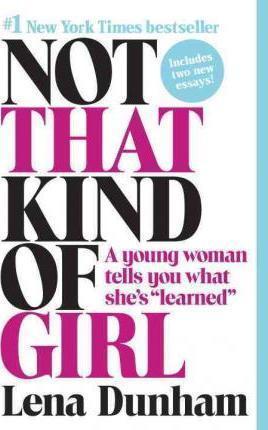 #1 New York Times bestseller
Includes
two new
essays!
NOT
THAT
KIND
OF
A young woman
tells you what
she's "learned"
GIRL
Lena Dunham